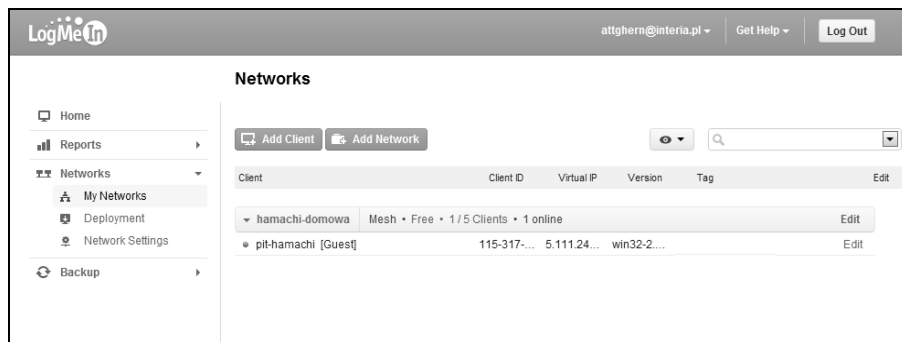 LogMeIn
attghern@interia.pl Get Help Log Out
Networks
Home
Reports
Networks
My Networks
Deployment
Network Settings
Backup
Add Client Add Network
Client Client ID Virtual IP Version Tag Edit
hamachi-domowa Mesh • Free • 1 / 5 Clients • 1 online Edit
pit-hamachi [Guest] 115-317-... 5.111.24... win32-2.... Edit